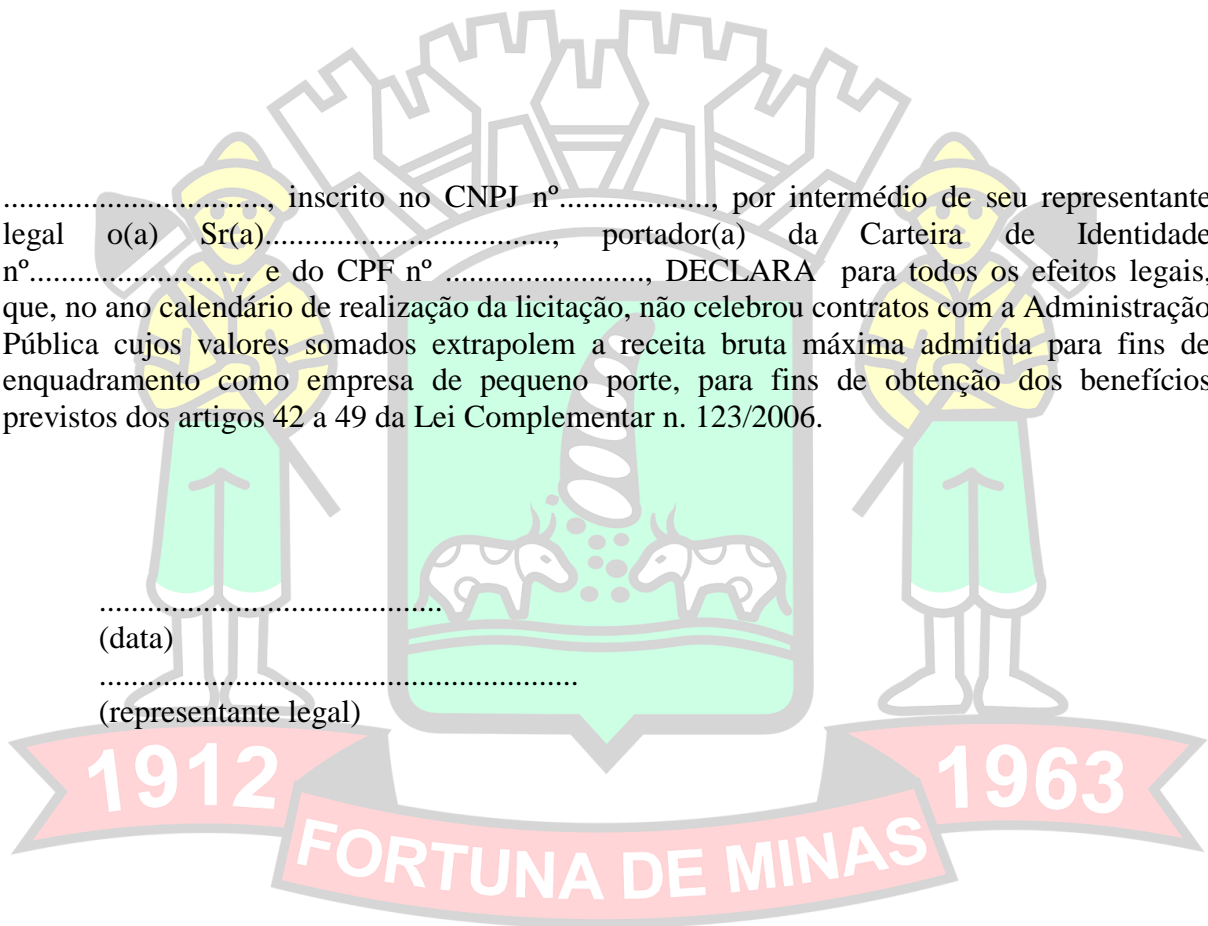 ................................., inscrito no CNPJ nº..................., por intermédio de seu representante
legal o(a) Sr(a)..................................., portador(a) da Carteira de Identidade
nº............................ e do CPF nº ........................., DECLARA para todos os efeitos legais,
que, no ano calendário de realização da licitação, não celebrou contratos com a Administração
Pública cujos valores somados extrapolem a receita bruta máxima admitida para fins de
enquadramento como empresa de pequeno porte, para fins de obtenção dos benefícios
previstos dos artigos 42 a 49 da Lei Complementar n. 123/2006.
...........................................
(data)
............................................................
(representante legal)
1912
FORTUNA DE MINAS
1963